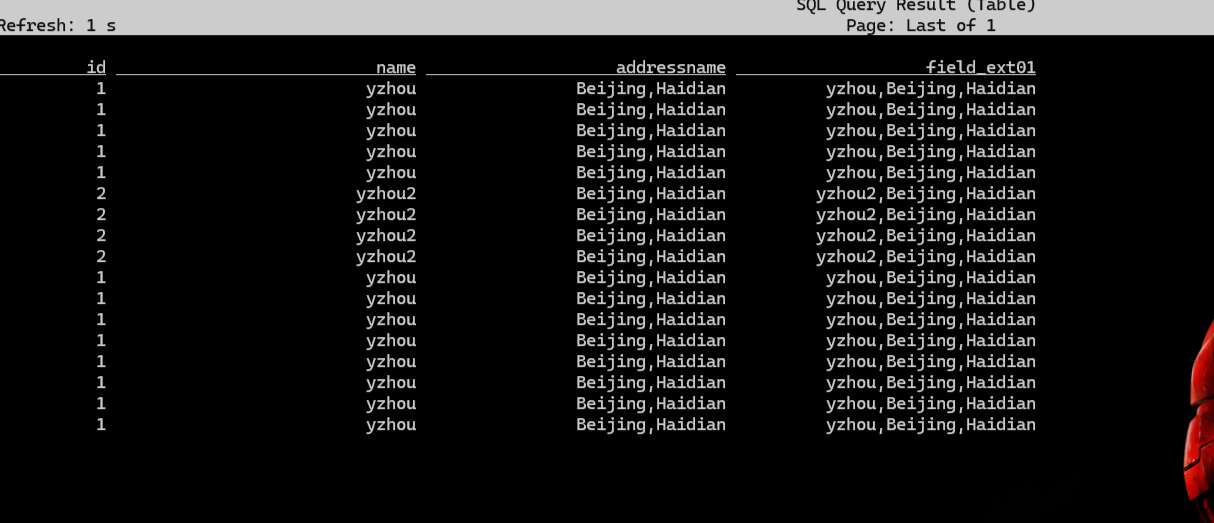 SQL Query Result (Table)
Refresh: 1 s Page: Last of 1
id name addressname field_ext01
1 yzhou Beijing,Haidian yzhou,Beijing,Haidian
1 yzhou Beijing,Haidian yzhou,Beijing,Haidian
1 yzhou Beijing,Haidian yzhou,Beijing,Haidian
1 yzhou Beijing,Haidian yzhou,Beijing,Haidian
1 yzhou Beijing,Haidian yzhou,Beijing,Haidian
2 yzhou2 Beijing,Haidian yzhou2,Beijing,Haidian
2 yzhou2 Beijing,Haidian yzhou2,Beijing,Haidian
2 yzhou2 Beijing,Haidian yzhou2,Beijing,Haidian
2 yzhou2 Beijing,Haidian yzhou2,Beijing,Haidian
1 yzhou Beijing,Haidian yzhou,Beijing,Haidian
1 yzhou Beijing,Haidian yzhou,Beijing,Haidian
1 yzhou Beijing,Haidian yzhou,Beijing,Haidian
1 yzhou Beijing,Haidian yzhou,Beijing,Haidian
1 yzhou Beijing,Haidian yzhou,Beijing,Haidian
1 yzhou Beijing,Haidian yzhou,Beijing,Haidian
1 yzhou Beijing,Haidian yzhou,Beijing,Haidian
1 yzhou Beijing,Haidian yzhou,Beijing,Haidian